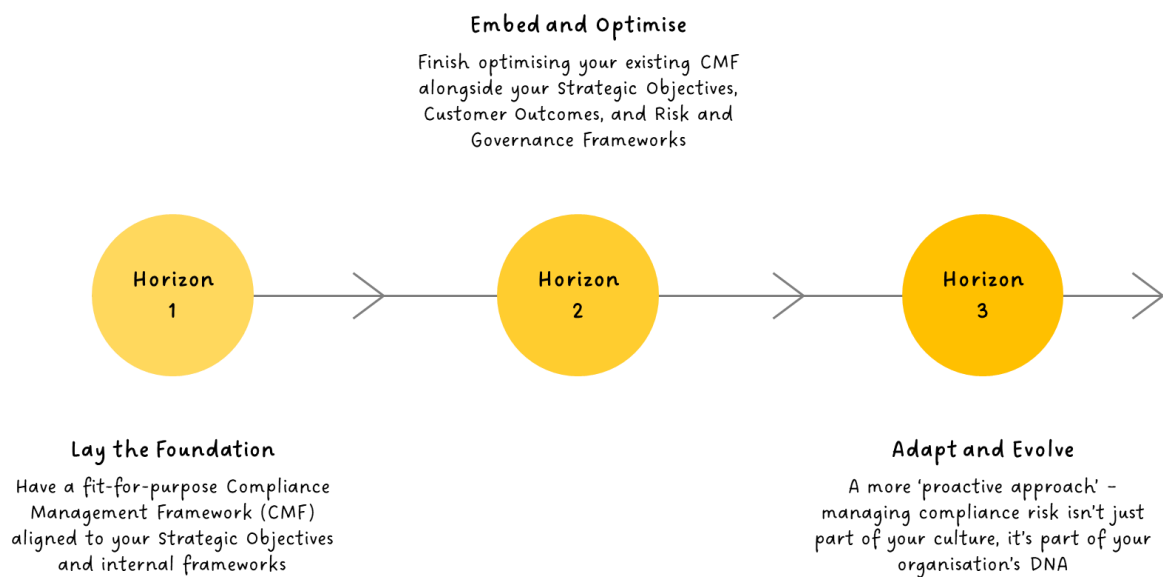 Embed and Optimise
Finish optimising your existing CMF
alongside your Strategic Objectives,
Customer Outcomes, and Risk and
Governance Frameworks
Horizon
1
Horizon
2
Horizon
3
Lay the Foundation
Have a fit-for-purpose Compliance
Management Framework (CMF)
aligned to your Strategic Objectives
and internal frameworks
Adapt and Evolve
A more ‘proactive approach’ –
managing compliance risk isn’t just
part of your culture, it’s part of your
organisation’s DNA